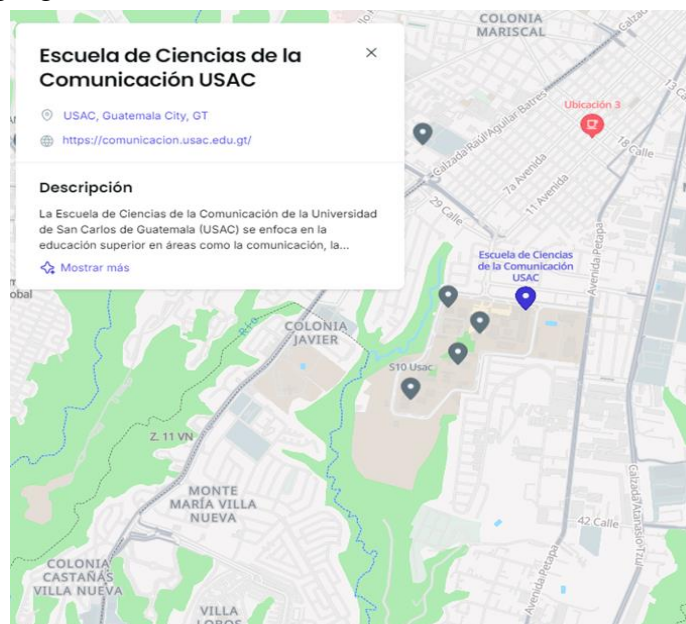 Escuela de Ciencias de la
Comunicación USAC
USAC, Guatemala City, GT
https://comunicacion.usac.edu.gt/
Descripción
La Escuela de Ciencias de la Comunicación de la Universidad
de San Carlos de Guatemala (USAC) se enfoca en la
educación superior en áreas como la comunicación, la...
Mostrar más
COLONIA
MARISCAL
Calzada Raúl Aguilar Batres
Ubicación 3
18 Calle
7a Avenida
11 Avenida
29 Calle
Avenida Petapa
Escuela de Ciencias
de la Comunicación
USAC
obal
Río
COLONIA
JAVIER
S10 Usac
Z. 11 VN
MONTE
MARÍA VILLA
NUEVA
42 Calle
Calzada Atanasio Tzul
Avenida Petapa
COLONIA
CASTAÑAS
VILLA NUEVA
VILLA
LOBOS